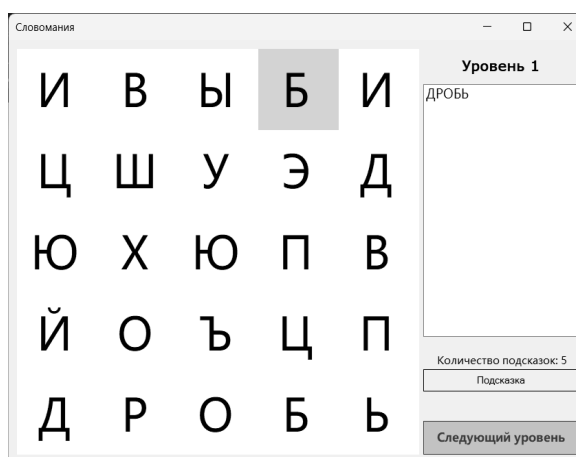 Словомания
И В Ы Б И
Уровень 1
ДРОБЬ
Ц Ш У Э Д
Ю Х Ю П В
Й О Ъ Ц П
Количество подсказок: 5
Подсказка
Д Р О Б Ь
Следующий уровень